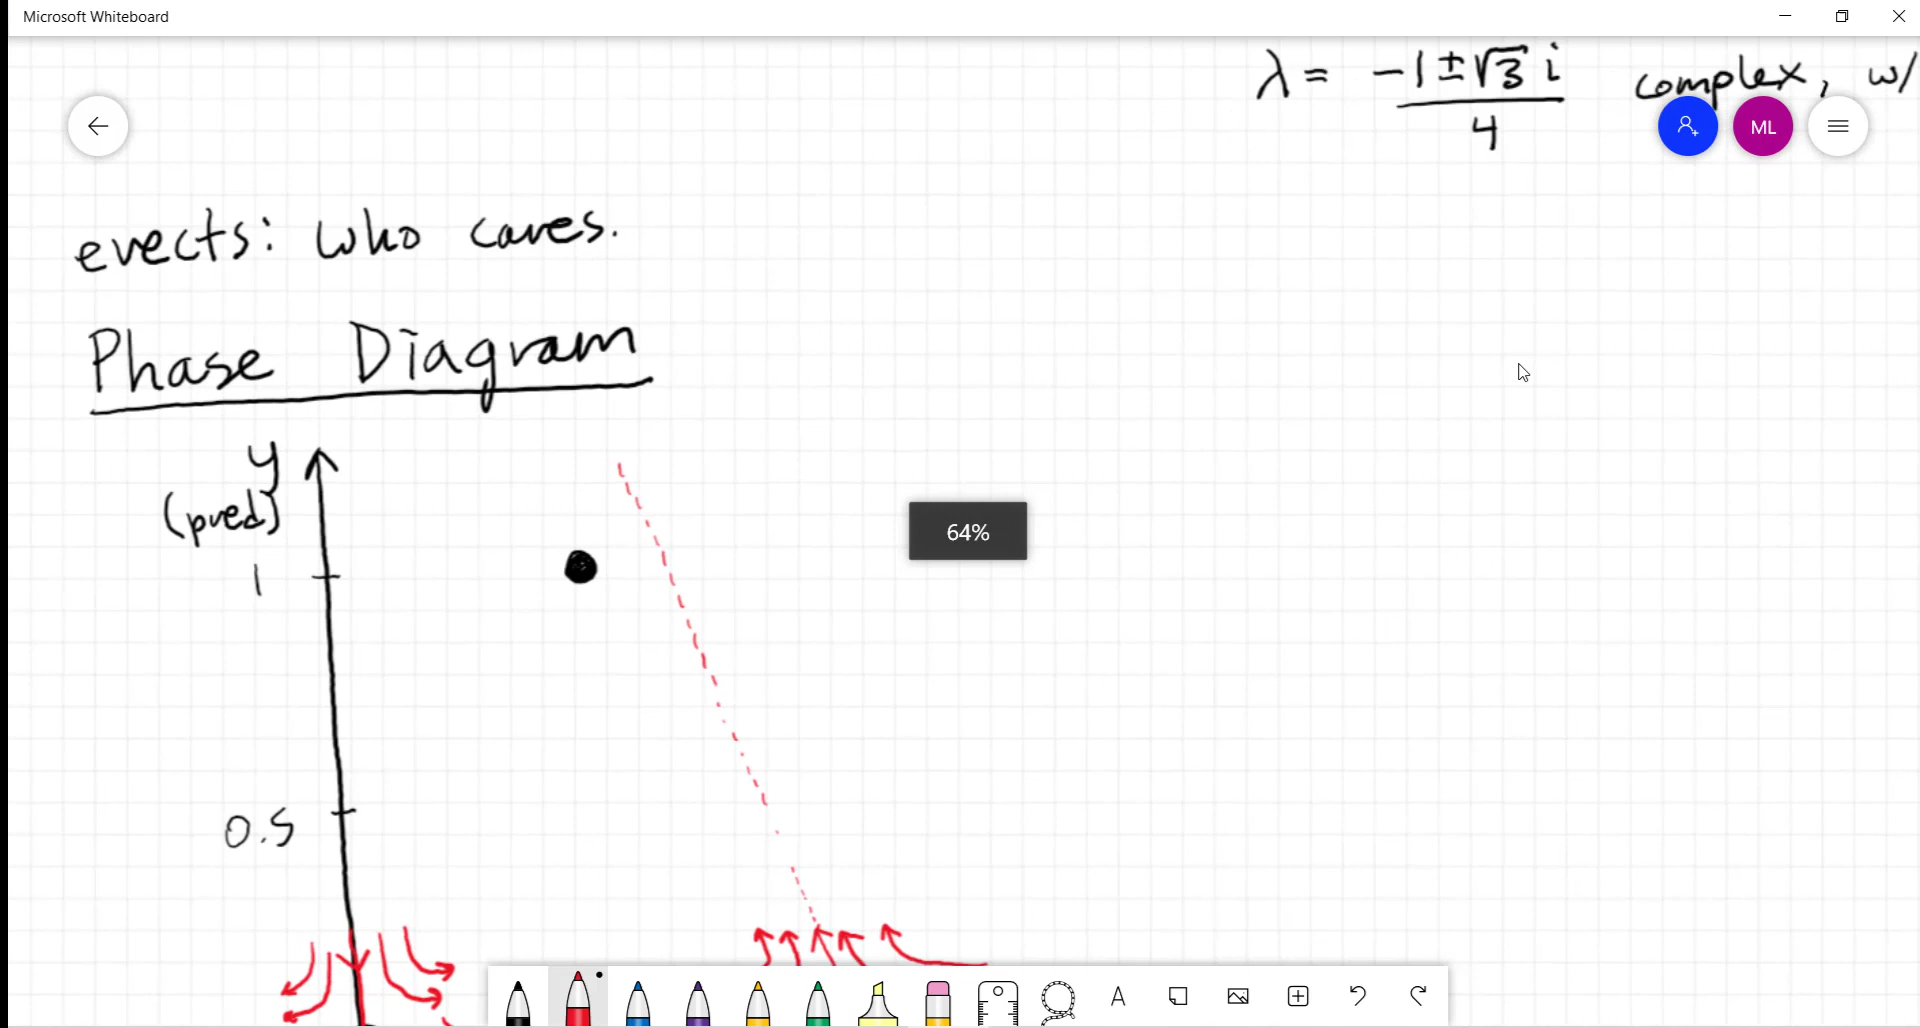 Microsoft Whiteboard
λ = (-1 ± √3 i)/4 complex, w/
ML
evects: who cares.
Phase Diagram
y
(pred)
1
64%
0.5
A